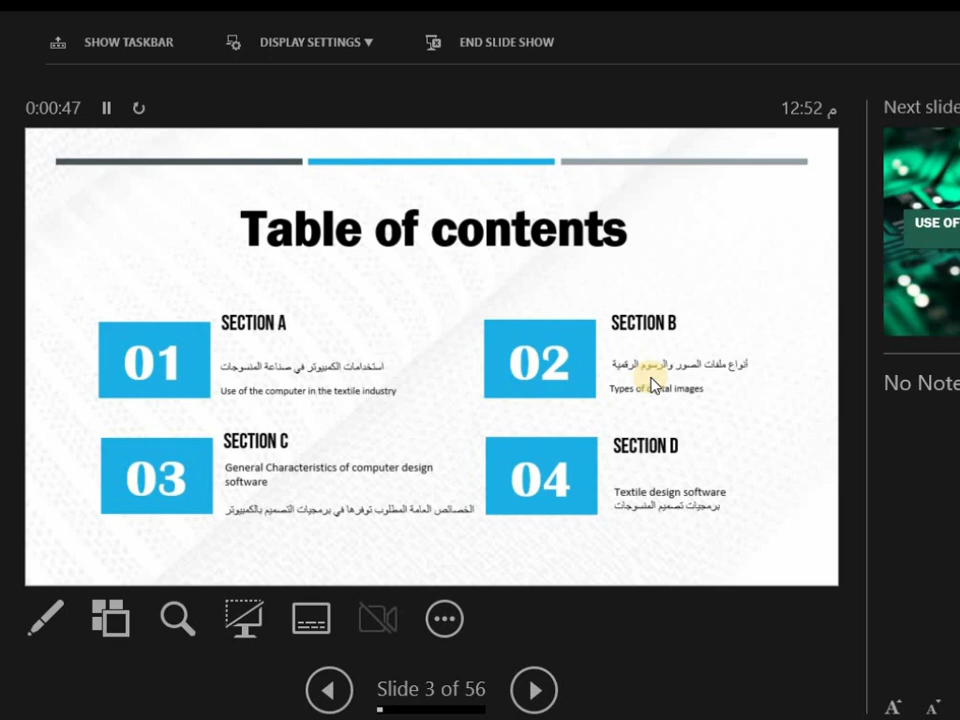 SHOW TASKBAR
DISPLAY SETTINGS ▼
END SLIDE SHOW
0:00:47
12:52 م
Next slide
Table of contents
01
SECTION A
استخدامات الكمبيوتر في صناعة المنسوجات
Use of the computer in the textile industry
02
SECTION B
أنواع ملفات الصور والرسوم الرقمية
Types of digital images
03
SECTION C
General Characteristics of computer design
software
الخصائص العامة المطلوب توفرها في برمجيات التصميم بالكمبيوتر
04
SECTION D
Textile design software
برمجيات تصميم المنسوجات
USE OF
No Note
Slide 3 of 56
A
A